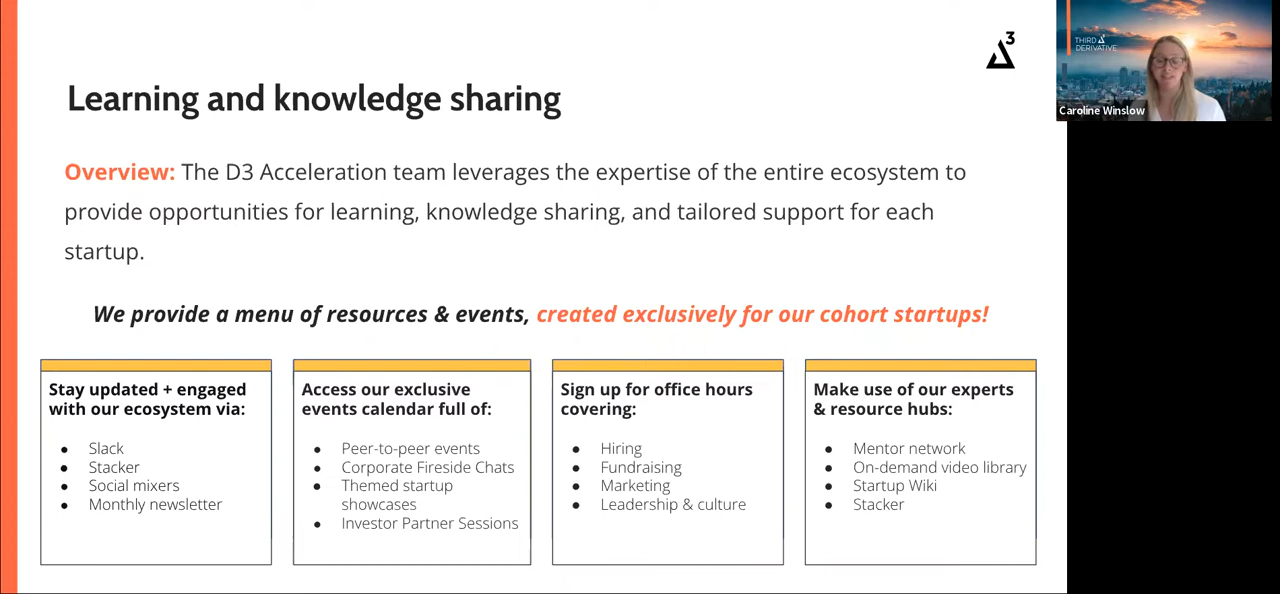 3
THIRD
DERIVATIVE
Caroline Winslow
Learning and knowledge sharing
Overview: The D3 Acceleration team leverages the expertise of the entire ecosystem to
provide opportunities for learning, knowledge sharing, and tailored support for each
startup.
We provide a menu of resources & events, created exclusively for our cohort startups!
Stay updated + engaged
with our ecosystem via:
● Slack
● Stacker
● Social mixers
● Monthly newsletter
Access our exclusive
events calendar full of:
● Peer-to-peer events
● Corporate Fireside Chats
● Themed startup
showcases
● Investor Partner Sessions
Sign up for office hours
covering:
● Hiring
● Fundraising
● Marketing
● Leadership & culture
Make use of our experts
& resource hubs:
● Mentor network
● On-demand video library
● Startup Wiki
● Stacker